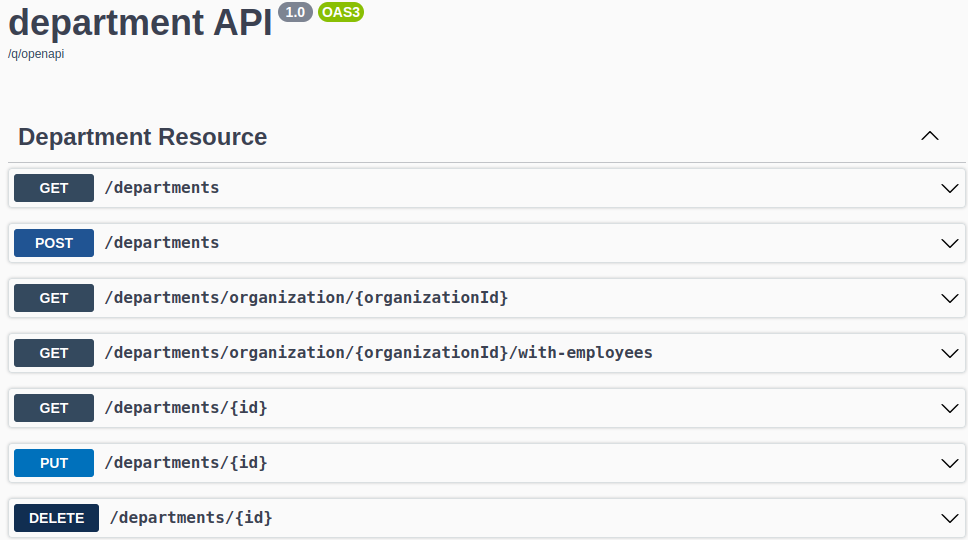 department API 1.0 OAS3
/q/openapi
Department Resource
GET /departments
POST /departments
GET /departments/organization/{organizationId}
GET /departments/organization/{organizationId}/with-employees
GET /departments/{id}
PUT /departments/{id}
DELETE /departments/{id}